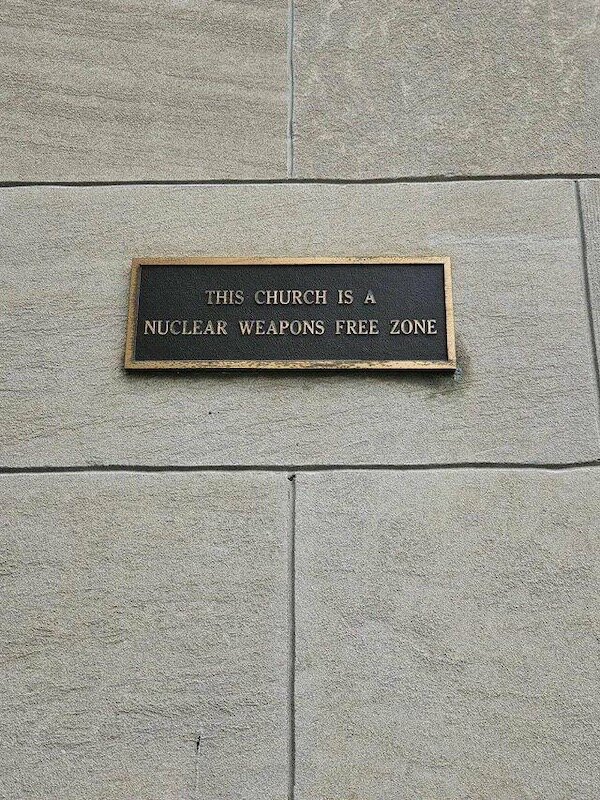 THIS CHURCH IS A
NUCLEAR WEAPONS FREE ZONE